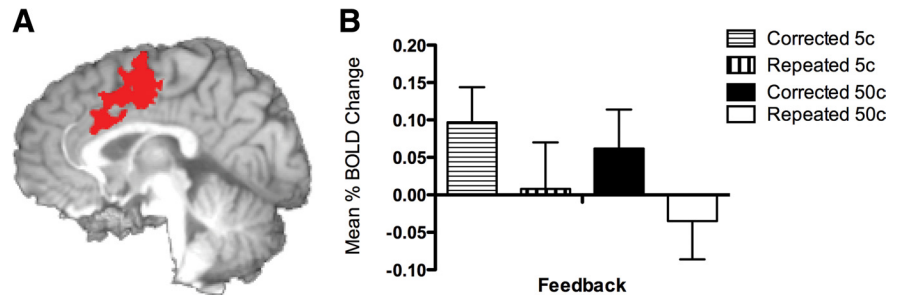 A
B
Mean % BOLD Change
0.20
0.15
0.10
0.05
0.00
-0.05
-0.10
Feedback
Corrected 5c
Repeated 5c
Corrected 50c
Repeated 50c